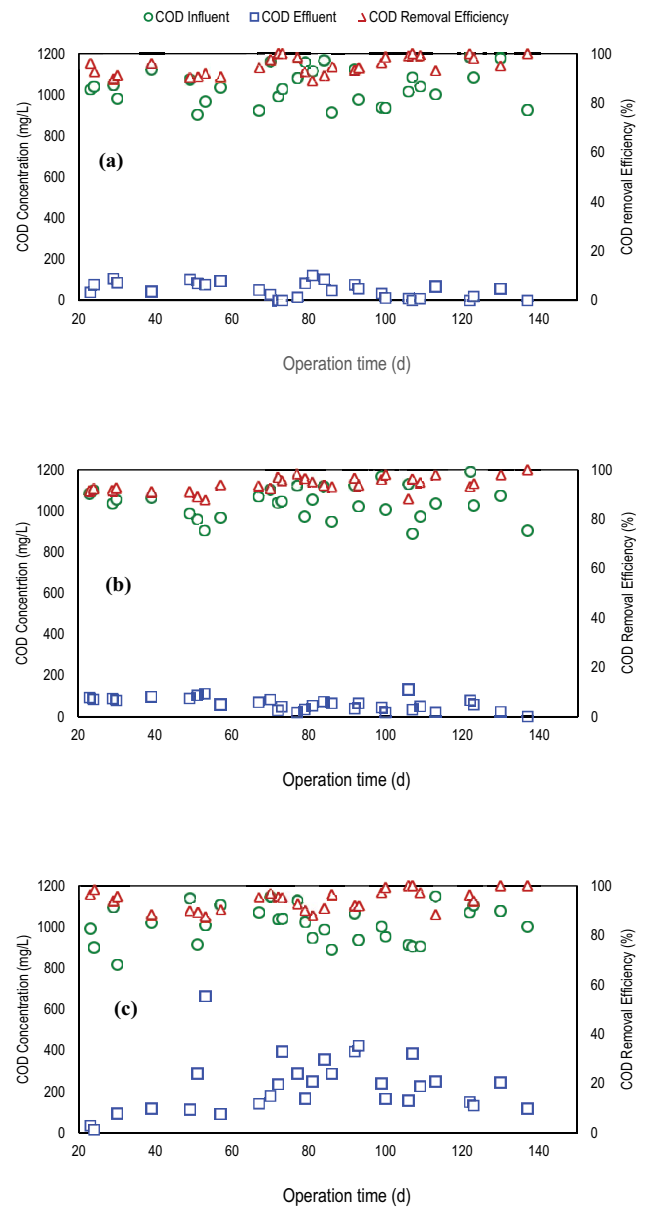 COD Influent COD Effluent COD Removal Efficiency
1200 100
1000 80
800
(a)
60
600
40
400
20
200
0 0
20 40 60 80 100 120 140
COD Concentration (mg/L)
COD removal Efficiency (%)
Operation time (d)
1200 100
1000 80
800
(b)
60
600
40
400
20
200
0 0
20 40 60 80 100 120 140
COD Concentrtion (mg/L)
COD Removal Efficiency (%)
Operation time (d)
1200 100
1000 80
800
(c)
60
600
40
400
20
200
0 0
20 40 60 80 100 120 140
COD Concentration (mg/L)
COD Removal Efficiency (%)
Operation time (d)